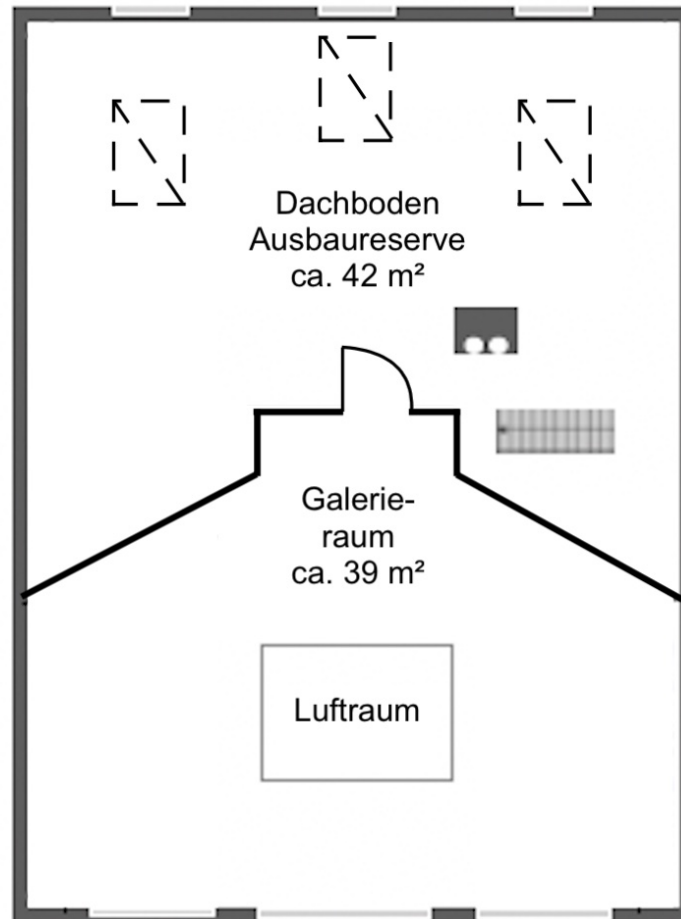 Dachboden
Ausbaureserve
ca. 42 m²
Galerie-
raum
ca. 39 m²
Luftraum